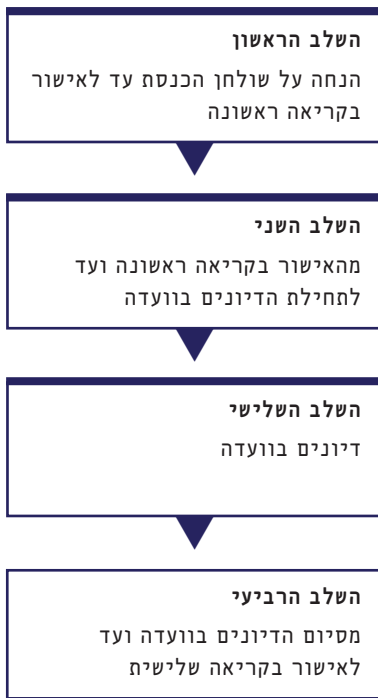 השלב הראשון
הנחה על שולחן הכנסת עד לאישור
בקריאה ראשונה
השלב השני
מהאישור בקריאה ראשונה ועד
לתחילת הדיונים בוועדה
השלב השלישי
דיונים בוועדה
השלב הרביעי
מסיום הדיונים בוועדה ועד
לאישור בקריאה שלישית